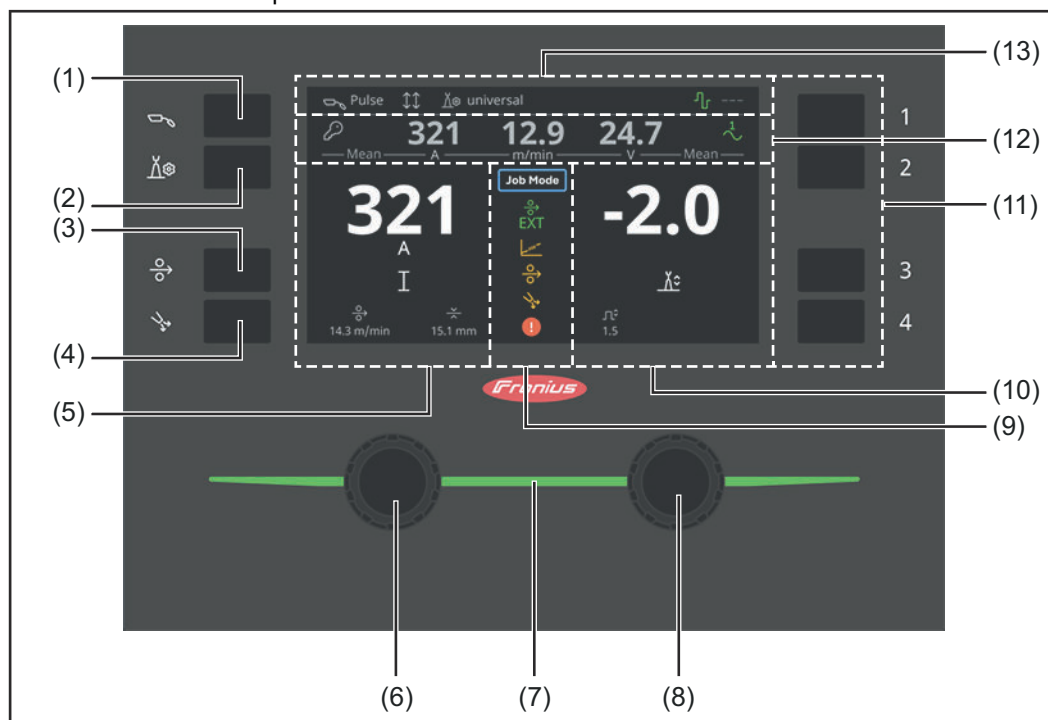 (13)
(1)
Pulse universal ---
1
321 12.9 24.7 1
(12)
Mean A m/min V Mean
2
(2)
Job Mode
(11)
(3)
321 -2.0
EXT
A
3
14.3 m/min 15.1 mm 1.5
4
(4)
(10)
(5)
Fronius
(9)
(6) (7) (8)